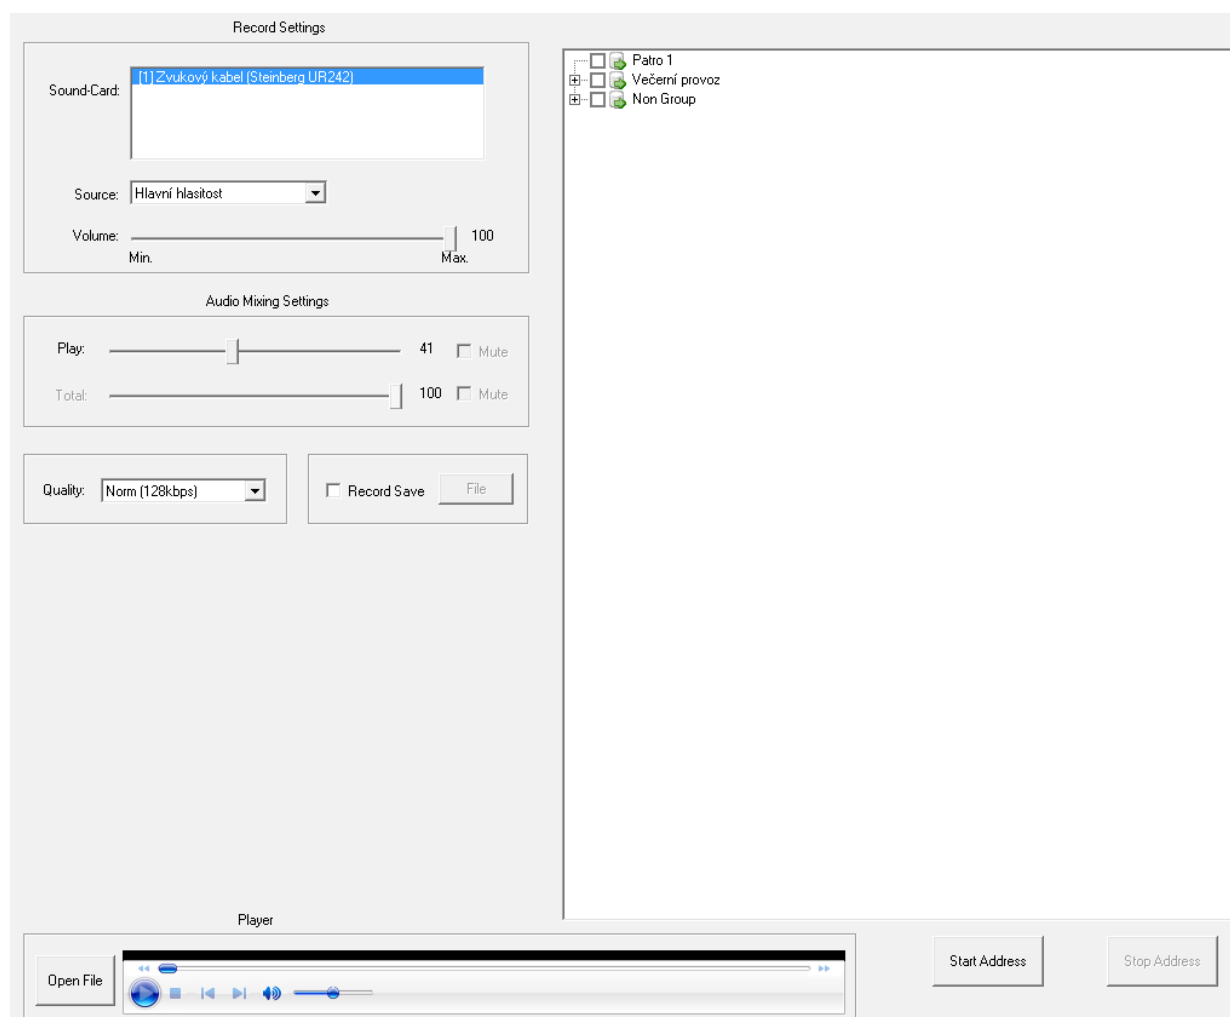 Record Settings
Sound-Card:
[1] Zvukový kabel (Steinberg UR242)
Source:
Hlavní hlasitost
Volume:
100
Min.
Max.
Audio Mixing Settings
Play:
41
Mute
Total:
100
Mute
Quality:
Norm (128kbps)
Record Save
File
Patro 1
Večerní provoz
Non Group
Player
Open File
Start Address
Stop Address